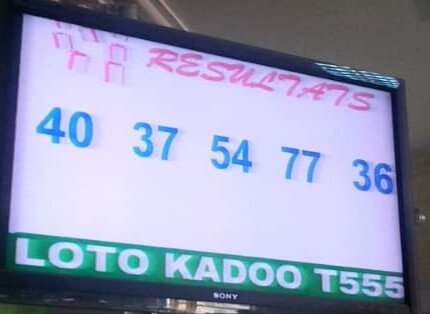 RESULTATS
40 37 54 77 36
LOTO KADOO T555
SONY